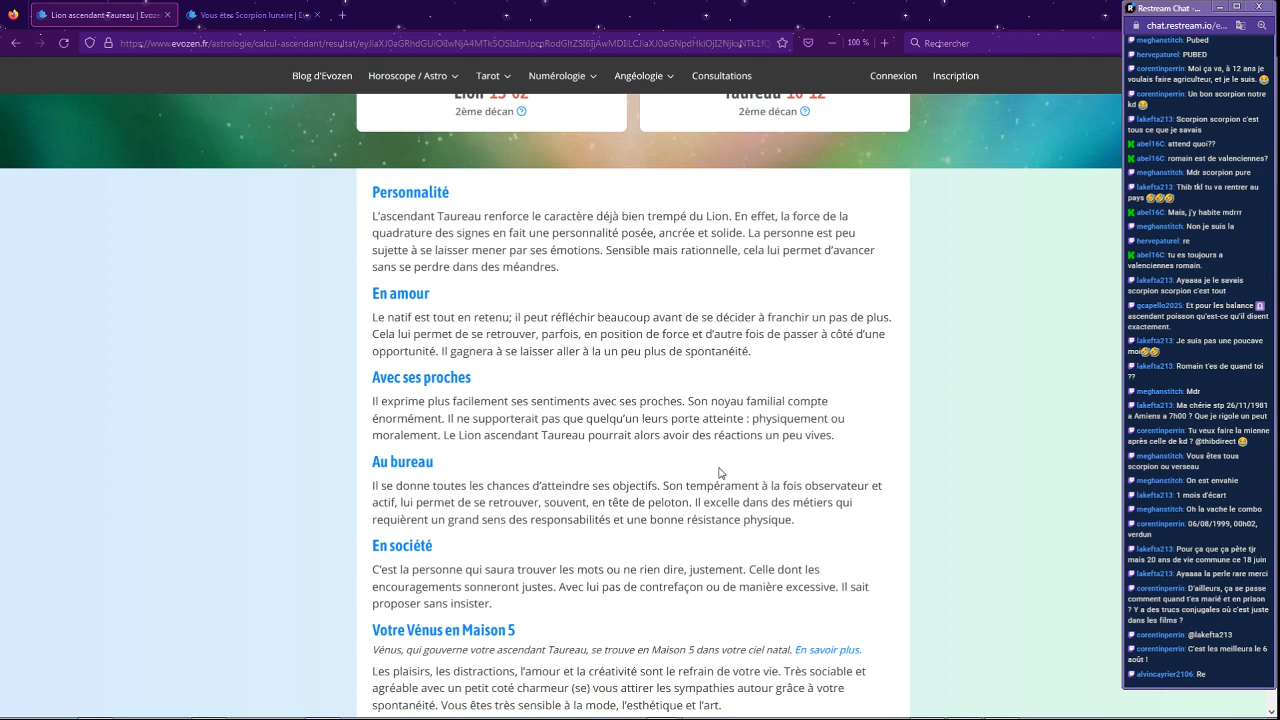 Lion ascendant Taureau | Evozen
Vous êtes Scorpion lunaire | Evozen
Restream Chat -...
https://www.evozen.fr/astrologie/calcul-ascendant/resultat/
100 %
Rechercher
chat.restream.io/e...
Blog d'Evozen
Horoscope / Astro
Tarot
Numérologie
Angéologie
Consultations
Connexion
Inscription
2ème décan
2ème décan
Personnalité
L'ascendant Taureau renforce le caractère déjà bien trempé du Lion. En effet, la force de la
quadrature des signes en fait une personnalité posée, ancrée et solide. La personne est peu
sujette à se laisser mener par ses émotions. Sensible mais rationnelle, cela lui permet d'avancer
sans se perdre dans des méandres.
En amour
Le natif est tout en retenu; il peut réfléchir beaucoup avant de se décider à franchir un pas de plus.
Cela lui permet de se retrouver, parfois, en position de force et d'autre fois de passer à côté d'une
opportunité. Il gagnera à se laisser aller à la un peu plus de spontanéité.
Avec ses proches
Il exprime pas facilement ses sentiments avec ses proches. Son noyau familial compte
énormément. Il ne supporterait pas que quelqu'un leurs porte atteinte : physiquement ou
moralement. Le Lion ascendant Taureau pourrait alors avoir des réactions un peu vives.
Au bureau
Il se donne toutes les chances d'atteindre ses objectifs. Son tempérament à la fois observateur et
actif, lui permet de se retrouver, souvent, en tête de peloton. Il excelle dans des métiers qui
requièrent un grand sens des responsabilités et une bonne résistance physique.
En société
C'est la personne qui saura trouver les mots ou ne rien dire, justement. Celle dont les
encouragements sonneront justes. Avec lui pas de contrefaçon ou de manière excessive. Il sait
proposer sans insister.
Votre Vénus en Maison 5
Vénus, qui gouverne votre ascendant Taureau, se trouve en Maison 5 dans votre ciel natal. En savoir plus.
Les plaisirs, les distractions, l'amour et la créativité sont le refrain de votre vie. Très sociable et
agréable avec un petit coté charmeur (se) vous attirer les sympathies autour grâce à votre
spontanéité. Vous êtes très sensible à la mode, l'esthétique et l'art.
meghanstitch: Pubed
hervepaturel: PUBED
corentinperrin: Moi ça va, à 12 ans je
voulais faire agriculteur, et je le suis. 😂
corentinperrin: Un bon scorpion notre
kd 😂
lakefta213: Scorpion scorpion c'est
tous ce que je savais
abel16C: attend quoi??
abel16C: romain est de valenciennes?
meghanstitch: Mdr scorpion pure
lakefta213: Thib tkl tu va rentrer au
pays 🤣🤣🤣
abel16C: Mais, j'y habite mdrrr
meghanstitch: Non je suis la
hervepaturel: re
abel16C: tu es toujours a
valenciennes romain.
lakefta213: Ayaaaa je le savais
scorpion scorpion c'est tout
gcapello2025: Et pour les balance ♎
ascendant poisson qu'est-ce qu'il disent
exactement.
lakefta213: Je suis pas une poucave
moi🤣🤣
lakefta213: Romain t'es de quand toi
??
meghanstitch: Mdr
lakefta213: Ma chérie stp 26/11/1981
a Amiens a 7h00 ? Que je rigole un peut
corentinperrin: Tu veux faire la mienne
après celle de kd ? @thibdirect 😂
meghanstitch: Vous êtes tous
scorpion ou verseau
meghanstitch: On est envahie
lakefta213: 1 mois d'écart
meghanstitch: Oh la vache le combo
corentinperrin: 06/08/1999, 00h02,
verdun
lakefta213: Pour ça que ça pète tjr
mais 20 ans de vie commune ce 18 juin
lakefta213: Ayaaaa la perle rare merci
corentinperrin: D'ailleurs, ça se passe
comment quand t'es marié et en prison
? Y a des trucs conjugales où c'est juste
dans les films ?
corentinperrin: @lakefta213
corentinperrin: C'est les meilleurs le 6
août !
alvincayrier2106: Re